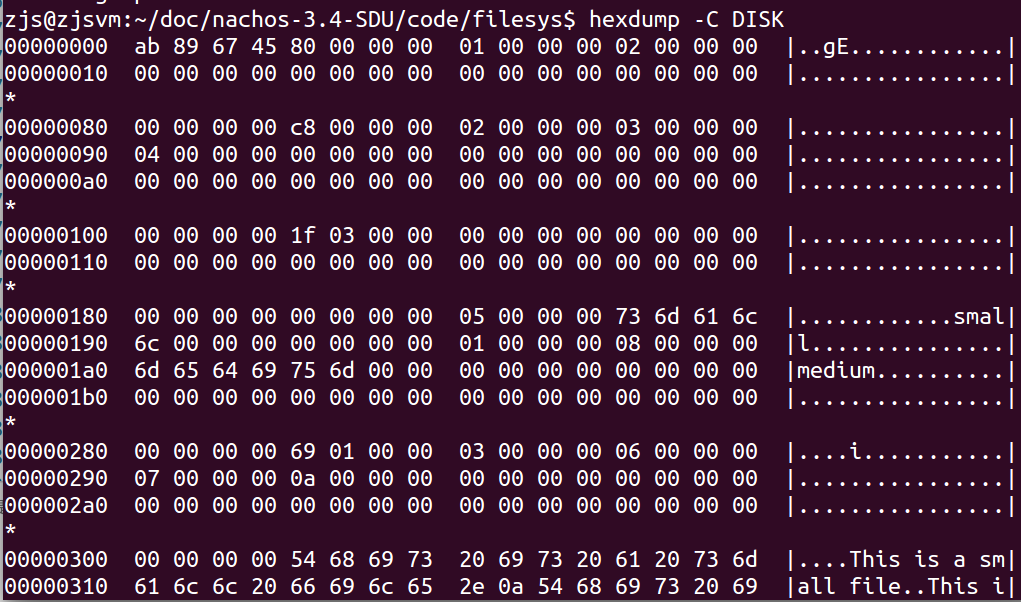 zjs@zjsvm:~/doc/nachos-3.4-SDU/code/filesys$ hexdump -C DISK
00000000  ab 89 67 45 80 00 00 00  01 00 00 00 02 00 00 00  |..gE............|
00000010  00 00 00 00 00 00 00 00  00 00 00 00 00 00 00 00  |................|
*
00000080  00 00 00 00 c8 00 00 00  02 00 00 00 03 00 00 00  |................|
00000090  04 00 00 00 00 00 00 00  00 00 00 00 00 00 00 00  |................|
000000a0  00 00 00 00 00 00 00 00  00 00 00 00 00 00 00 00  |................|
*
00000100  00 00 00 00 1f 03 00 00  00 00 00 00 00 00 00 00  |................|
00000110  00 00 00 00 00 00 00 00  00 00 00 00 00 00 00 00  |................|
*
00000180  00 00 00 00 00 00 00 00  05 00 00 00 73 6d 61 6c  |............smal|
00000190  6c 00 00 00 00 00 00 00  01 00 00 00 08 00 00 00  |l...............|
000001a0  6d 65 64 69 75 6d 00 00  00 00 00 00 00 00 00 00  |medium..........|
000001b0  00 00 00 00 00 00 00 00  00 00 00 00 00 00 00 00  |................|
*
00000280  00 00 00 00 69 01 00 00  03 00 00 00 06 00 00 00  |....i...........|
00000290  07 00 00 00 0a 00 00 00  00 00 00 00 00 00 00 00  |................|
000002a0  00 00 00 00 00 00 00 00  00 00 00 00 00 00 00 00  |................|
*
00000300  00 00 00 00 54 68 69 73  20 69 73 20 61 20 73 6d  |....This is a sm|
00000310  61 6c 6c 20 66 69 6c 65  2e 0a 54 68 69 73 20 69  |all file..This i|